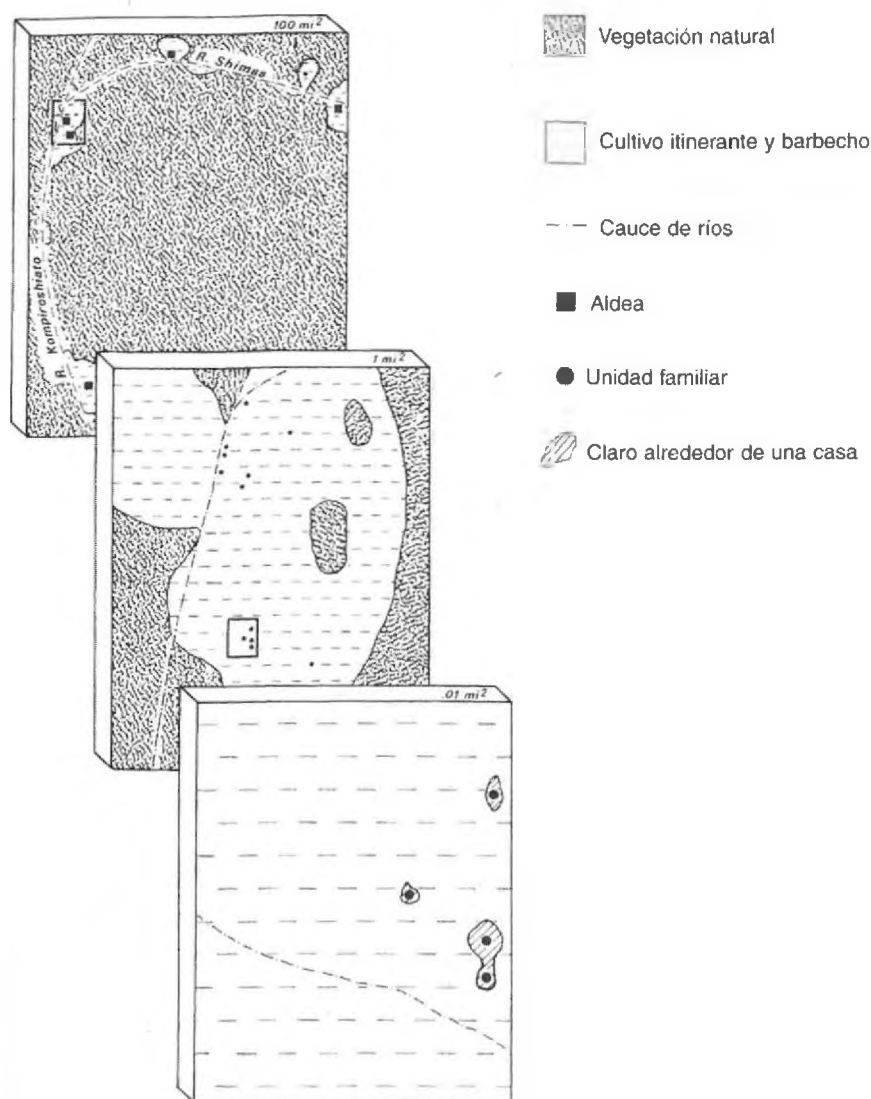 100 mi²
R. Shimaa
R. Kompiroshiato
1 mi²
.01 mi²
Vegetación natural
Cultivo itinerante y barbecho
Cauce de ríos
Aldea
Unidad familiar
Claro alrededor de una casa